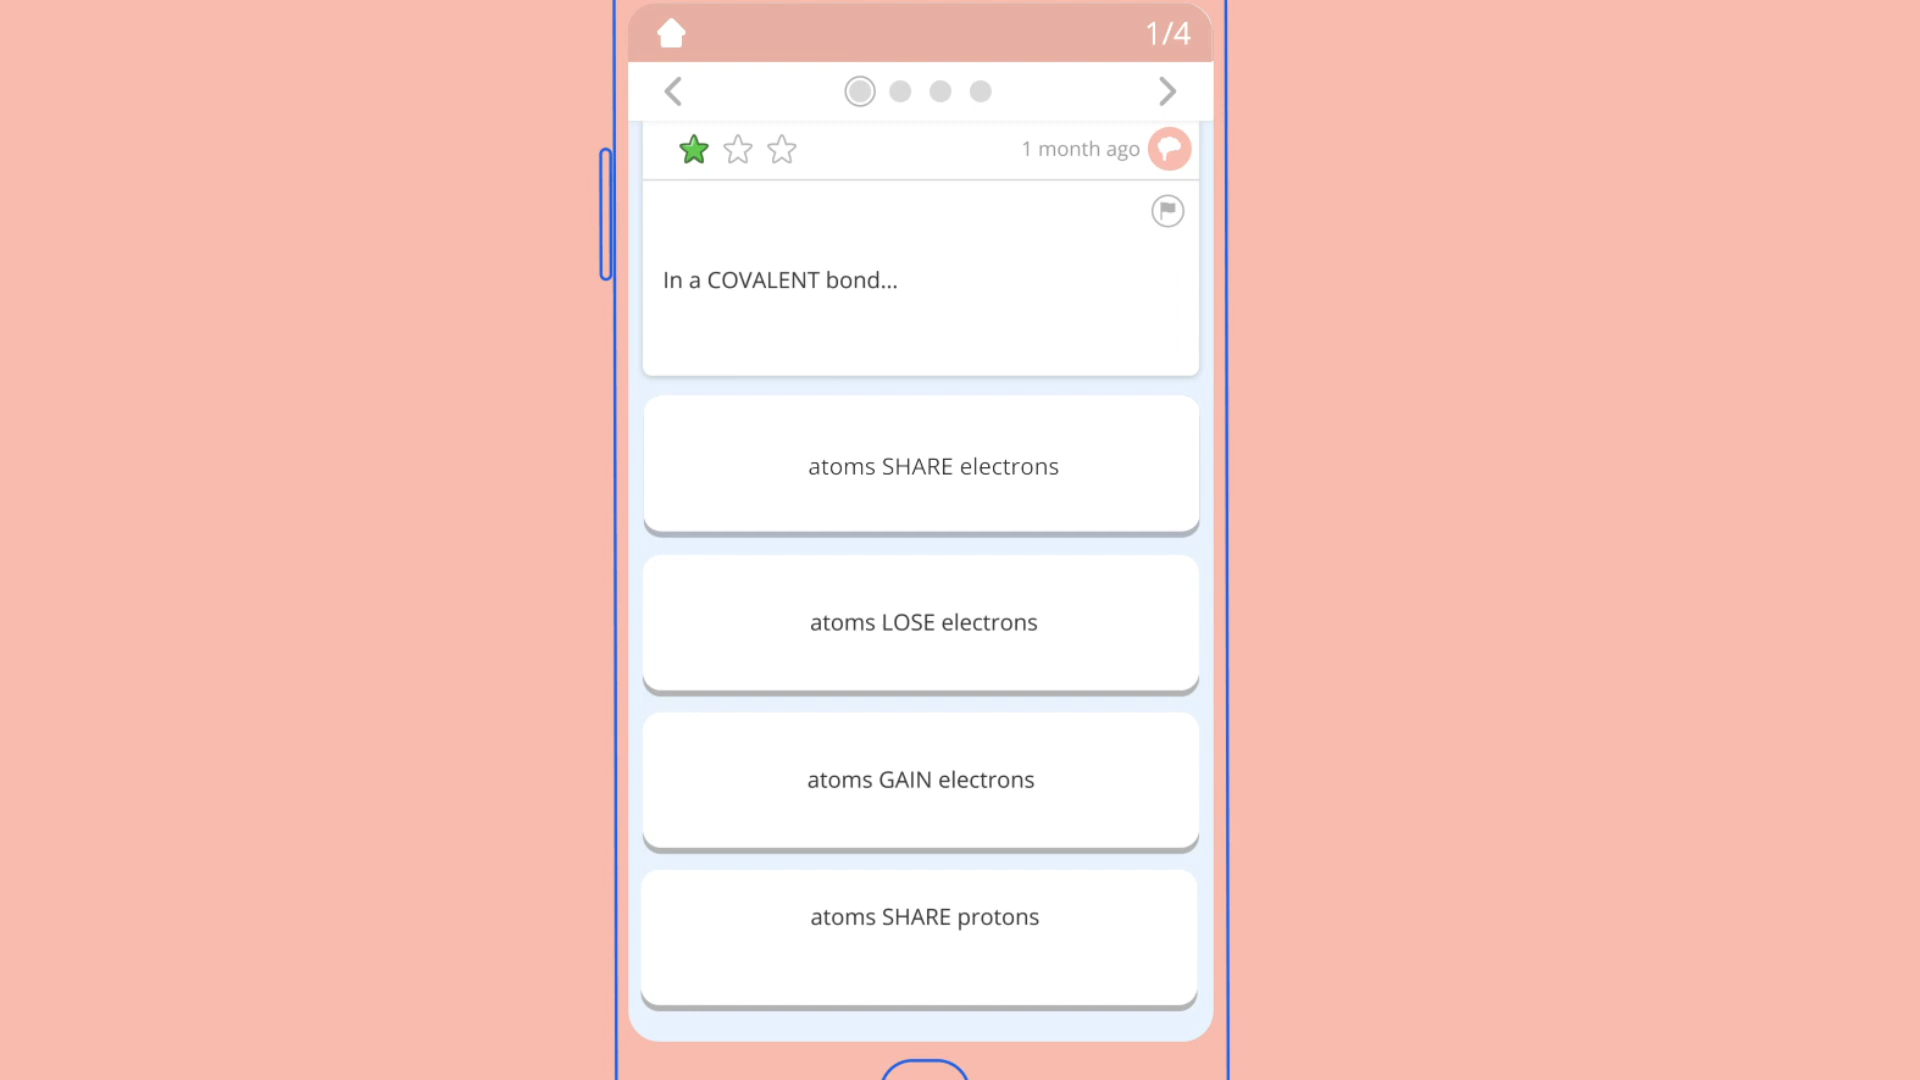 1/4
1 month ago
In a COVALENT bond...
atoms SHARE electrons
atoms LOSE electrons
atoms GAIN electrons
atoms SHARE protons